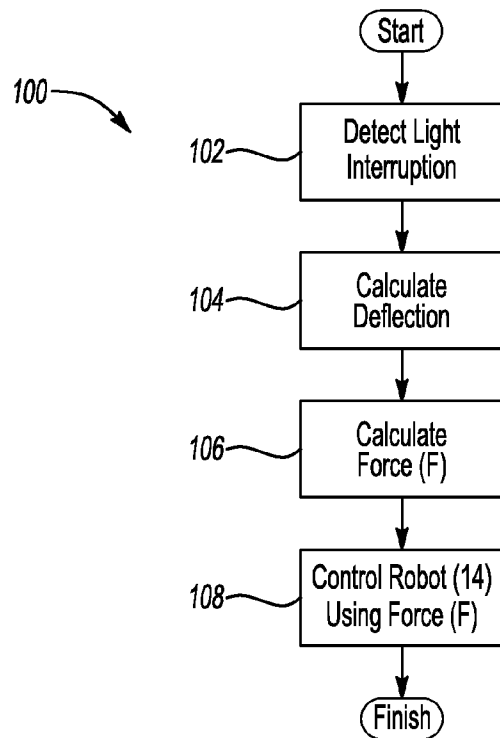 Start
100
102
Detect Light
Interruption
104
Calculate
Deflection
106
Calculate
Force (F)
108
Control Robot (14)
Using Force (F)
Finish